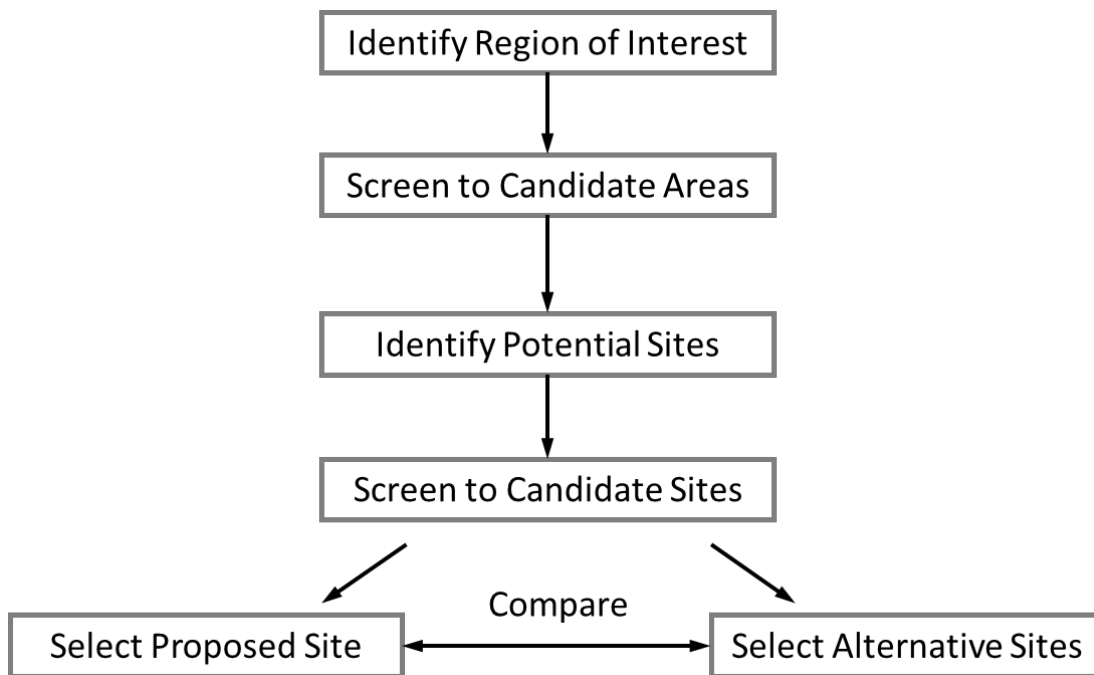 Identify Region of Interest
Screen to Candidate Areas
Identify Potential Sites
Screen to Candidate Sites
Compare
Select Proposed Site
Select Alternative Sites